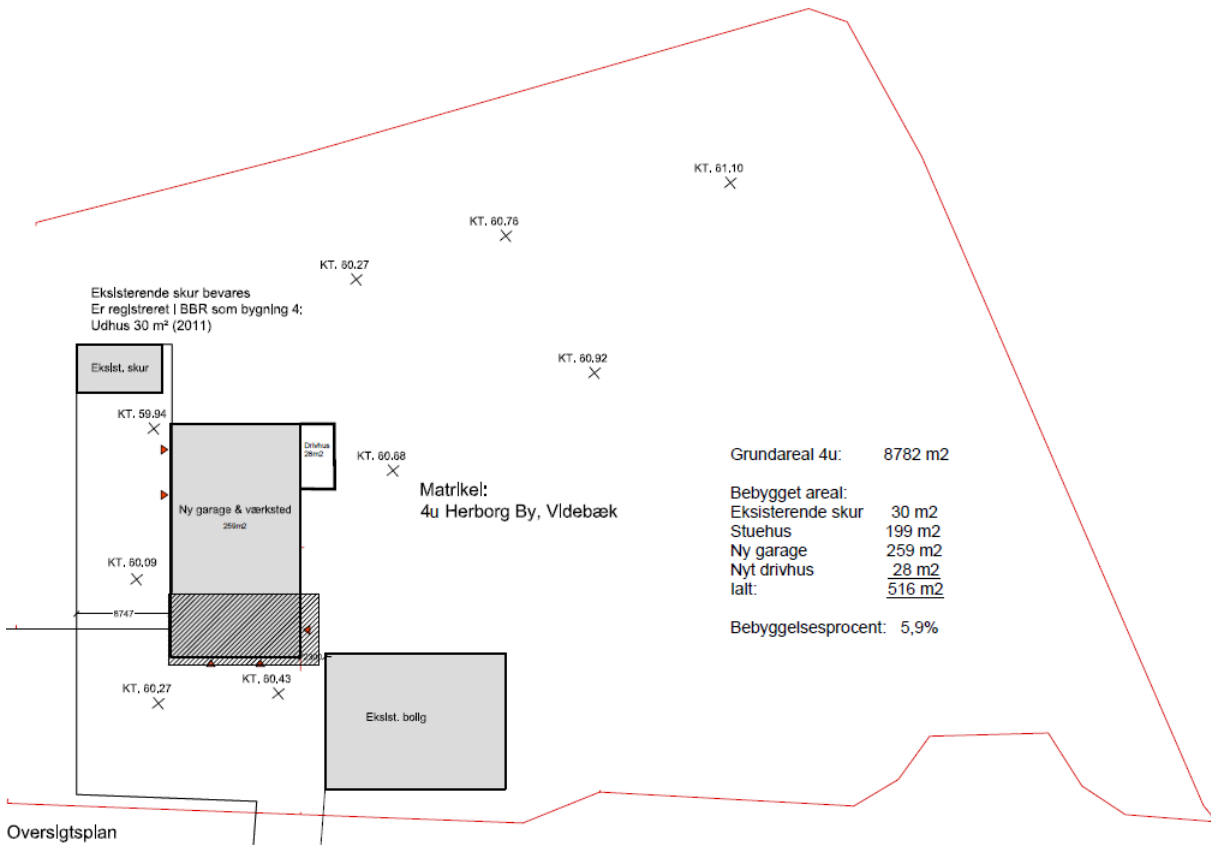 KT. 61.10
KT. 60.76
KT. 60.27
Eksisterende skur bevares
Er registreret i BBR som bygning 4:
Udhus 30 m² (2011)
Eksist. skur
KT. 60.92
KT. 59.94
Drivhus
28m2
KT. 60.68
Matrikel:
4u Herborg By, Videbæk
Ny garage & værksted
259m2
KT. 60.09
8747
KT. 60.27
KT. 60.43
Eksist. bolig
Grundareal 4u: 8782 m2
Bebygget areal:
Eksisterende skur 30 m2
Stuehus 199 m2
Ny garage 259 m2
Nyt drivhus 28 m2
Ialt: 516 m2
Bebyggelsesprocent: 5,9%
Oversigtsplan